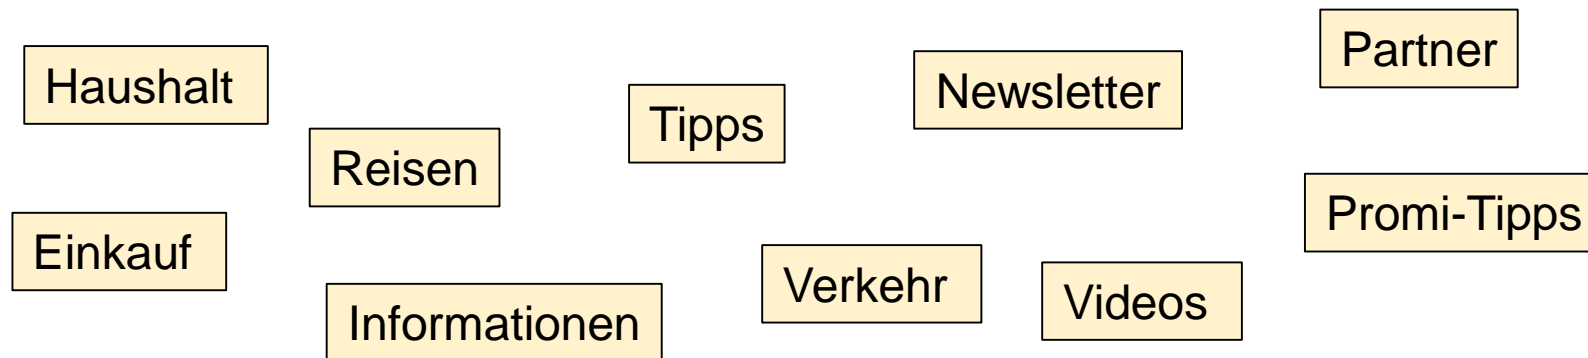 Partner
Haushalt
Newsletter
Tipps
Reisen
Promi-Tipps
Einkauf
Verkehr
Videos
Informationen